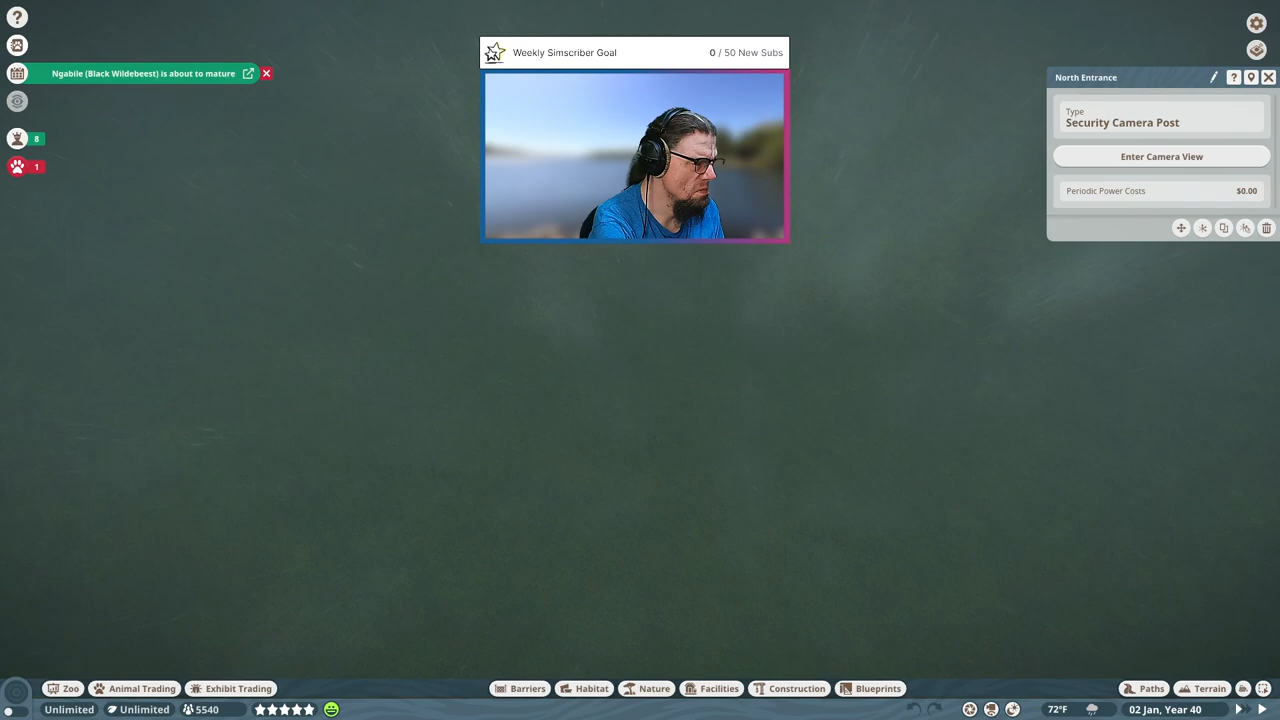 ?
Weekly Simscriber Goal 0 / 50 New Subs
Ngabile (Black Wildebeest) is about to mature
8
1
North Entrance ?
Type
Security Camera Post
Enter Camera View
Periodic Power Costs $0.00
Zoo Animal Trading Exhibit Trading Barriers Habitat Nature Facilities Construction Blueprints Paths Terrain
Unlimited Unlimited 5540 72°F 02 Jan, Year 40